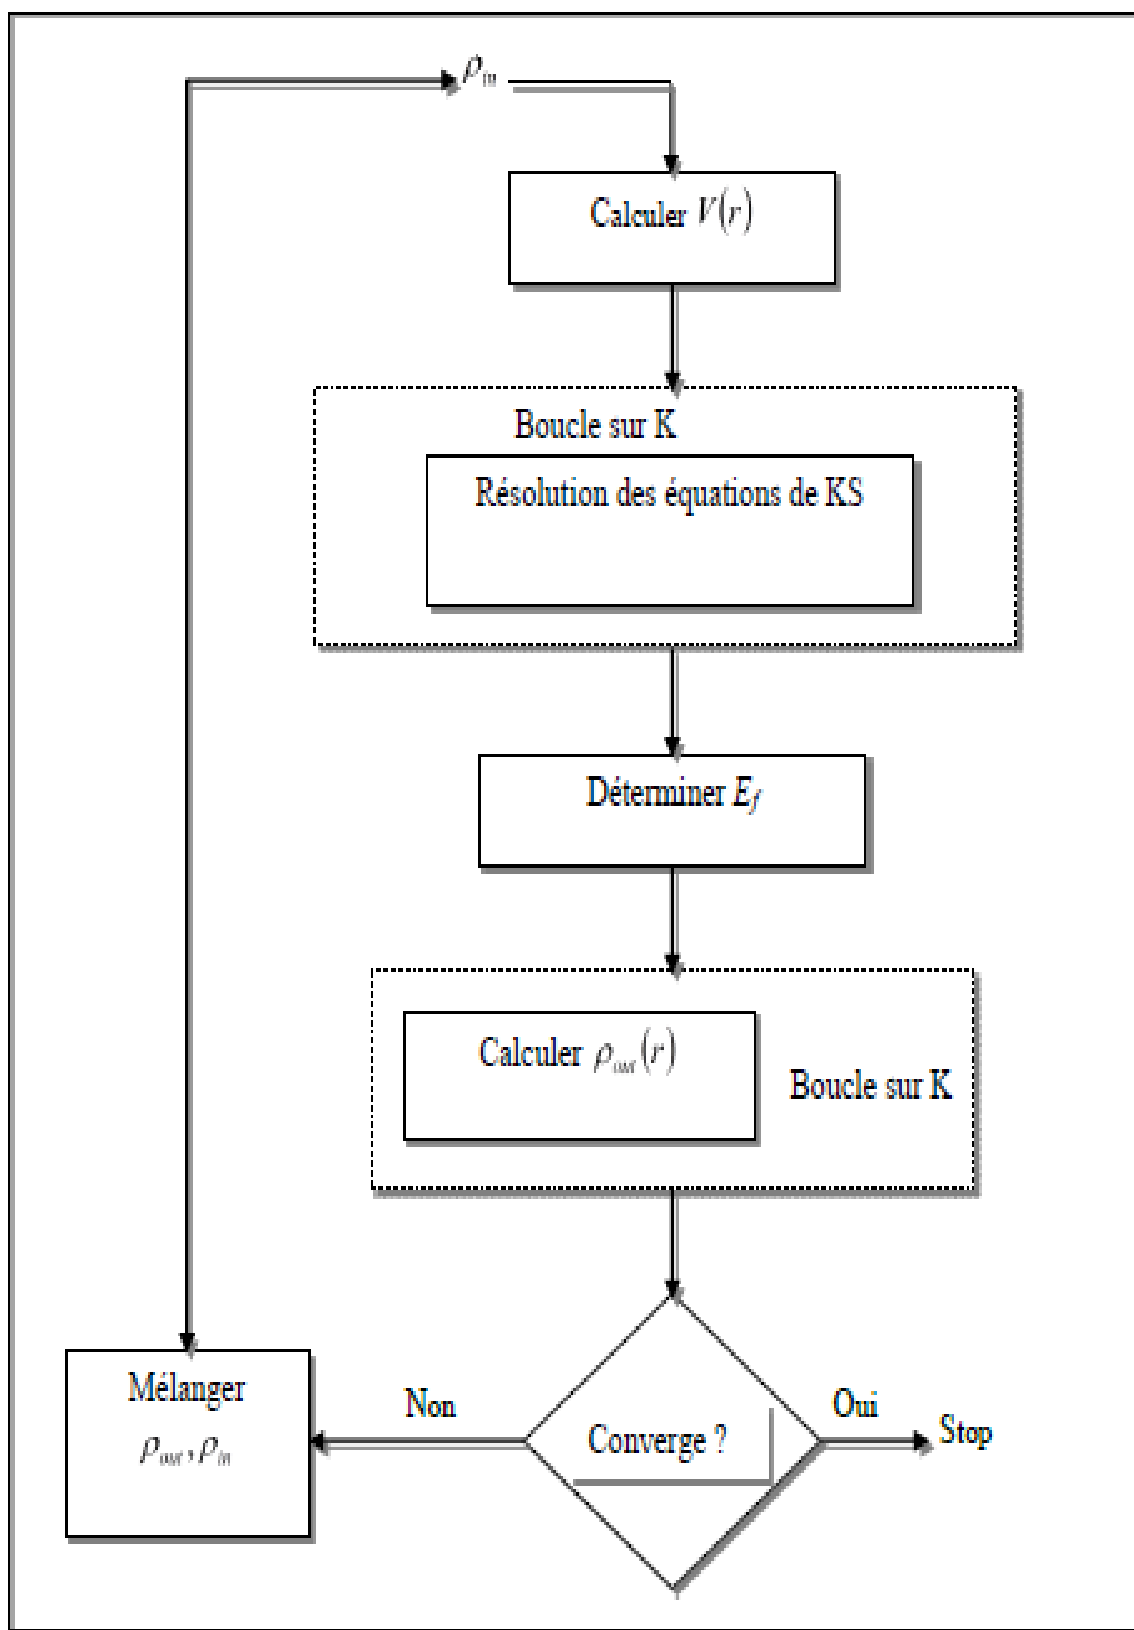 ρin
Calculer V(r)
Boucle sur K
Résolution des équations de KS
Déterminer Ef
Calculer ρout(r)
Boucle sur K
Mélanger
ρout, ρin
Non
Converge ?
Oui
Stop